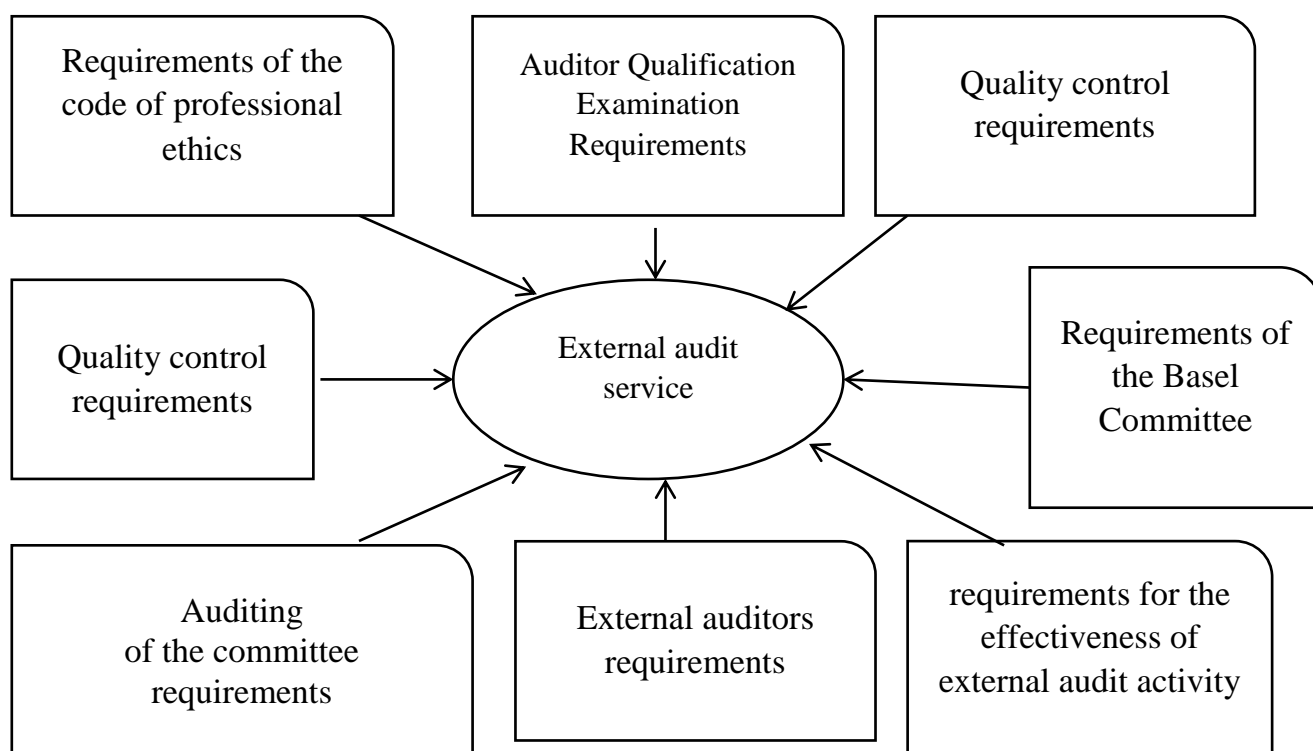 Requirements of the
code of professional
ethics
Auditor Qualification
Examination
Requirements
Quality control
requirements
Quality control
requirements
External audit
service
Requirements of
the Basel
Committee
Auditing
of the committee
requirements
External auditors
requirements
requirements for the
effectiveness of
external audit activity